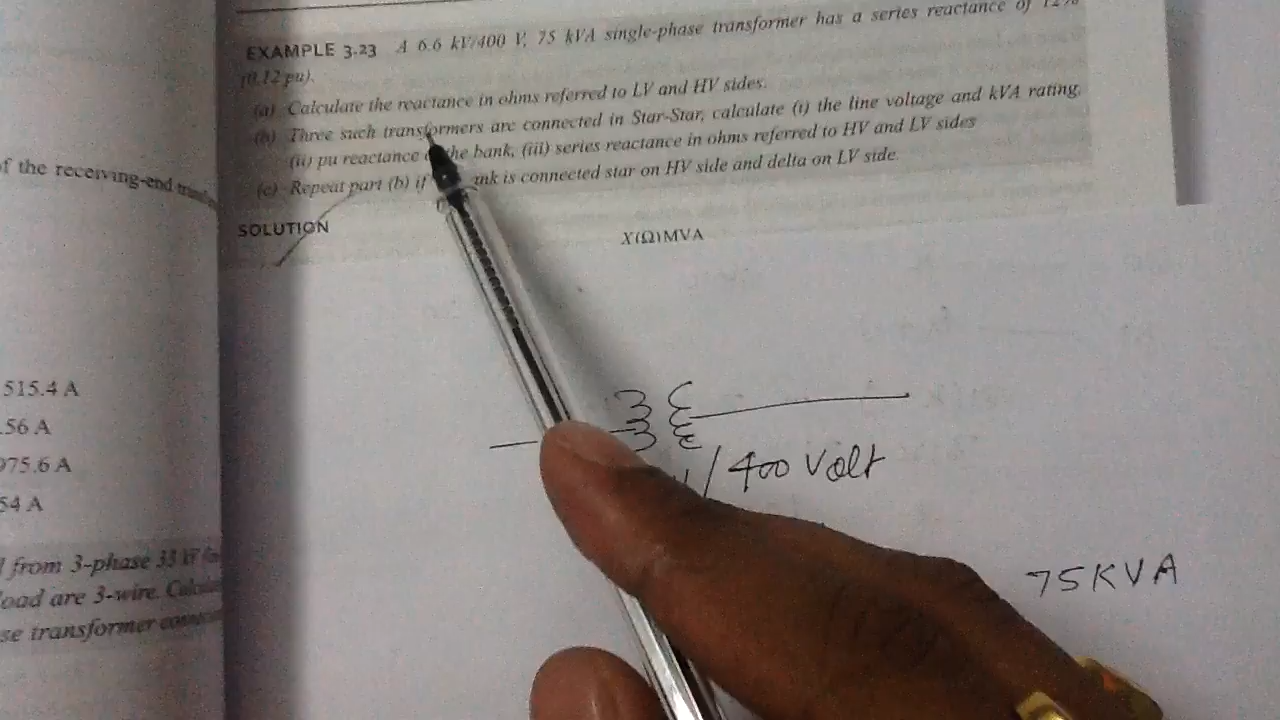 EXAMPLE 3.23 A 6.6 kV/400 V, 75 kVA single-phase transformer has a series reactance of 12%
(0.12 pu).
(a) Calculate the reactance in ohms referred to LV and HV sides.
(b) Three such transformers are connected in Star-Star, calculate (i) the line voltage and kVA rating,
(ii) pu reactance the bank, (iii) series reactance in ohms referred to HV and LV sides
(c) Repeat part (b) if is connected star on HV side and delta on LV side.
SOLUTION
X(Ω)MVA
of the receiving-end
515.4 A
.56 A
975.6 A
54 A
from 3-phase 33 kV
load are 3-wire.
se transformer
/ 400 Volt
75KVA